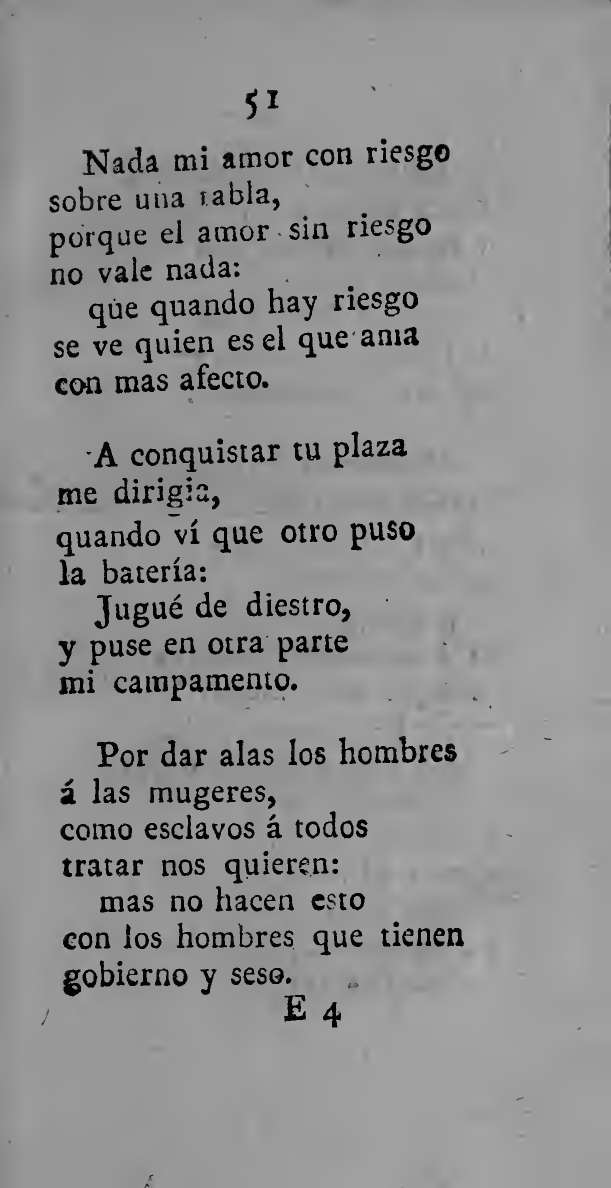 51
Nada mi amor con riesgo
sobre una tabla,
porque el amor sin riesgo
no vale nada:
que quando hay riesgo
se ve quien es el que ama
con mas afecto.
A conquistar tu plaza
me dirigia,
quando ví que otro puso
la batería:
Jugué de diestro,
y puse en otra parte
mi campamento.
Por dar alas los hombres
á las mugeres,
como esclavos á todos
tratar nos quieren:
mas no hacen esto
con los hombres que tienen
gobierno y seso.
E 4